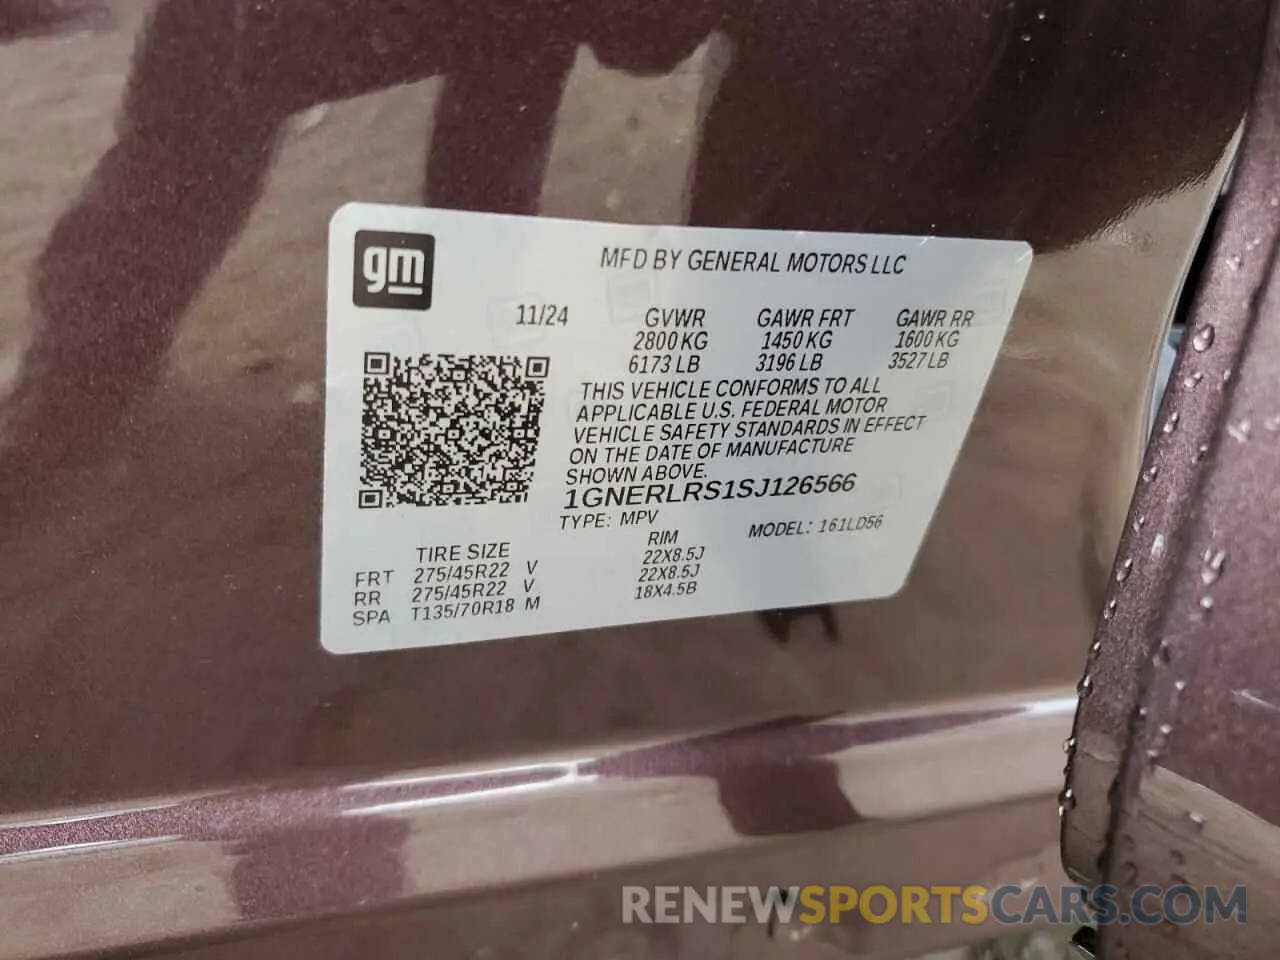 gm
MFD BY GENERAL MOTORS LLC
11/24 GVWR GAWR FRT GAWR RR
2800 KG 1450 KG 1600 KG
6173 LB 3196 LB 3527 LB
THIS VEHICLE CONFORMS TO ALL
APPLICABLE U.S. FEDERAL MOTOR
VEHICLE SAFETY STANDARDS IN EFFECT
ON THE DATE OF MANUFACTURE
SHOWN ABOVE.
1GNERLRS1SJ126566
TYPE: MPV MODEL: 161LD56
TIRE SIZE RIM
FRT 275/45R22 V 22X8.5J
RR 275/45R22 V 22X8.5J
SPA T135/70R18 M 18X4.5B
RENEWSPORTSCARS.COM